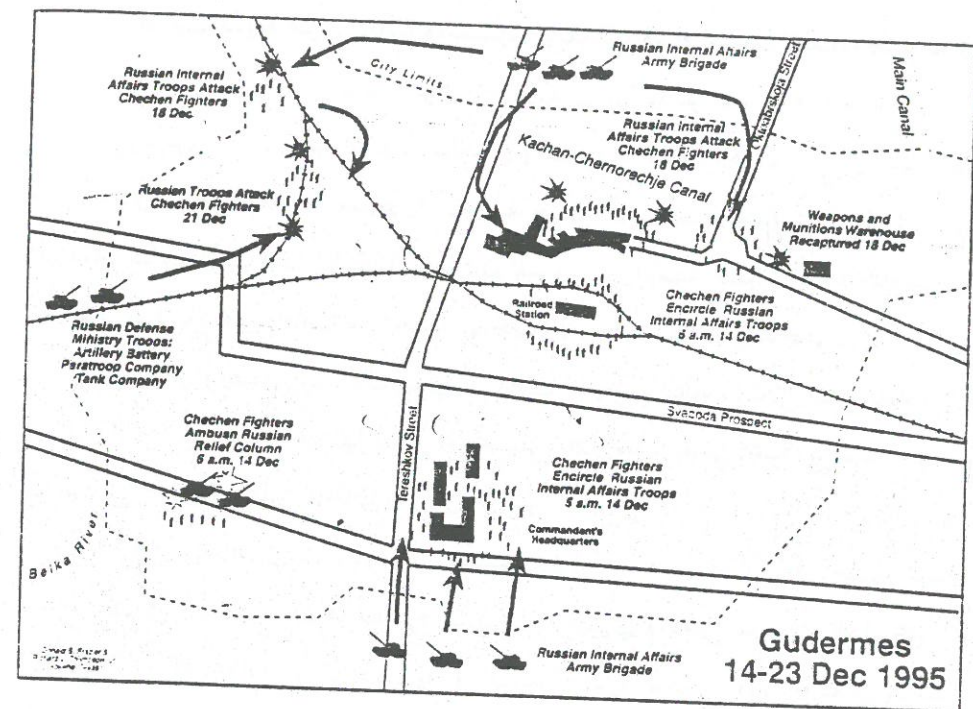 Russian Internal Ahairs
Army Brigade
City Limits
Russian Internal
Affairs Troops Attack
Chechen Fighters
18 Dec
Main Canal
Russian Internal
Affairs Troops Attack
Chechen Fighters
18 Dec
Kachan-Chernorechje Canal
Russian Troops Attack
Chechen Fighters
21 Dec
Weapons and
Munitions Warehouse
Recaptured 18 Dec
Railroad
Station
Chechen Fighters
Encircle Russian
Internal Affairs Troops
6 a.m. 14 Dec
Russian Defense
Ministry Troops:
Artillery Battery
Paratroop Company
Tank Company
Svacoda Prospect
Chechen Fighters
Ambush Russian
Relief Column
6 a.m. 14 Dec
Tereshkov Street
Chechen Fighters
Encircle Russian
Internal Affairs Troops
5 a.m. 14 Dec
Commandant's
Headquarters
Beika River
Russian Internal Affairs
Army Brigade
Gudermes
14-23 Dec 1995